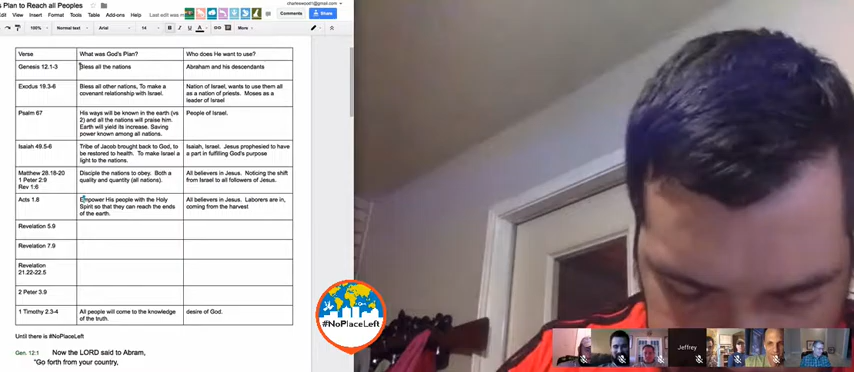 s Plan to Reach all Peoples
charleswood1@gmail.com
Insert Format Tools Table Add-ons Help Last edit was m
Comments
Share
100% Normal text Arial 14 B I U A
Verse What was God's Plan? Who does He want to use?
Genesis 12.1-3 Bless all the nations Abraham and his descendants
Exodus 19.3-6 Bless all other nations, To make a Nation of Israel, wants to use them all
covenant relationship with Israel. as a nation of priests. Moses as a
leader of Israel
Psalm 67 His ways will be known in the earth (vs People of Israel.
2) and all the nations will praise him.
Earth will yield its increase. Saving
power known among all nations.
Isaiah 49.5-6 Tribe of Jacob brought back to God, to Isaiah, Israel. Jesus prophesied to have
be restored to health. To make Israel a a part in fulfilling God's purpose
light to the nations.
Matthew 28.18-20 Disciple the nations to obey. Both a All believers in Jesus. Noticing the shift
1 Peter 2:9 quality and quantity (all nations). from Israel to all followers of Jesus.
Rev 1:6
Acts 1.8 Empower His people with the Holy All believers in Jesus. Laborers are in,
Spirit so that they can reach the ends coming from the harvest
of the earth.
Revelation 5.9
Revelation 7.9
Revelation
21.22-22.5
2 Peter 3.9
1 Timothy 2.3-4 All people will come to the knowledge desire of God.
of the truth.
Until there is #NoPlaceLeft
Gen. 12:1 Now the LORD said to Abram,
"Go forth from your country,
#NoPlaceLeft
Jeffrey